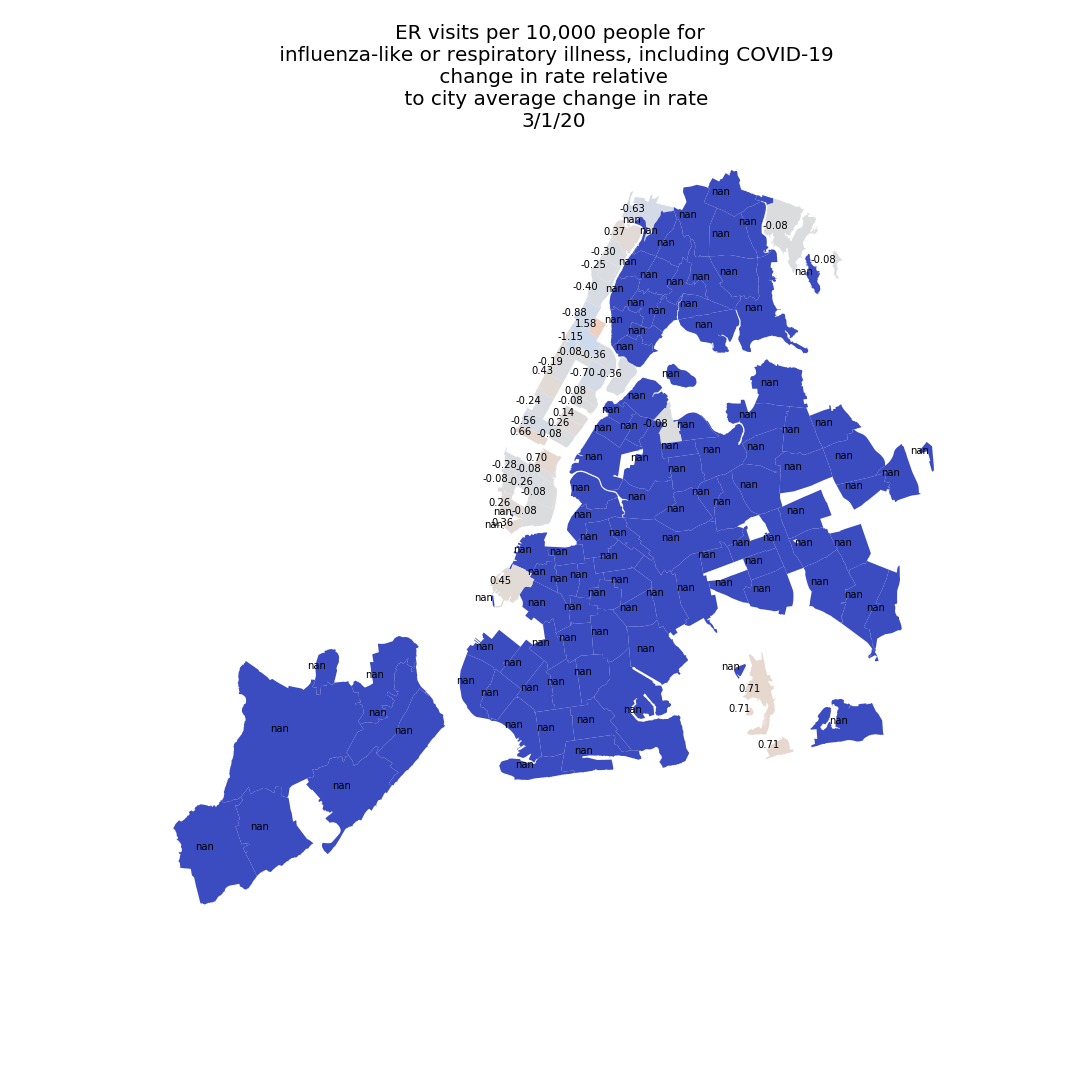 ER visits per 10,000 people for
influenza-like or respiratory illness, including COVID-19
change in rate relative
to city average change in rate
3/1/20
nan
-0.63
nan nan
nan -0.08
0.37 nan nan
nan
-0.30
-0.25 nan -0.08
nan nan nan nan nan
nan
-0.40 nan
nan nan nan
-0.88 nan
1.58 nan nan
-1.15 nan
-0.08 -0.36 nan
-0.19
0.43 -0.70 -0.36 nan
nan
0.08 nan
-0.24 -0.08
0.14 nan nan
-0.56 0.26 nan nan -0.08 nan nan
0.66 -0.08 nan
nan nan nan nan
0.70 nan nan nan
-0.28 -0.08 nan nan nan
-0.08 -0.26 nan nan nan
-0.08 nan nan
0.26 nan nan
nan -0.08 nan nan nan
nan 0.36
nan nan nan nan
nan nan nan nan
nan nan nan nan nan
nan nan nan nan
0.45 nan nan nan nan nan
nan nan nan nan nan
nan nan nan nan nan
nan nan
nan nan nan nan
nan nan nan
nan nan nan
nan nan nan nan 0.71
nan nan 0.71
nan nan nan nan nan
nan nan nan
nan 0.71
nan
nan
nan
nan
nan